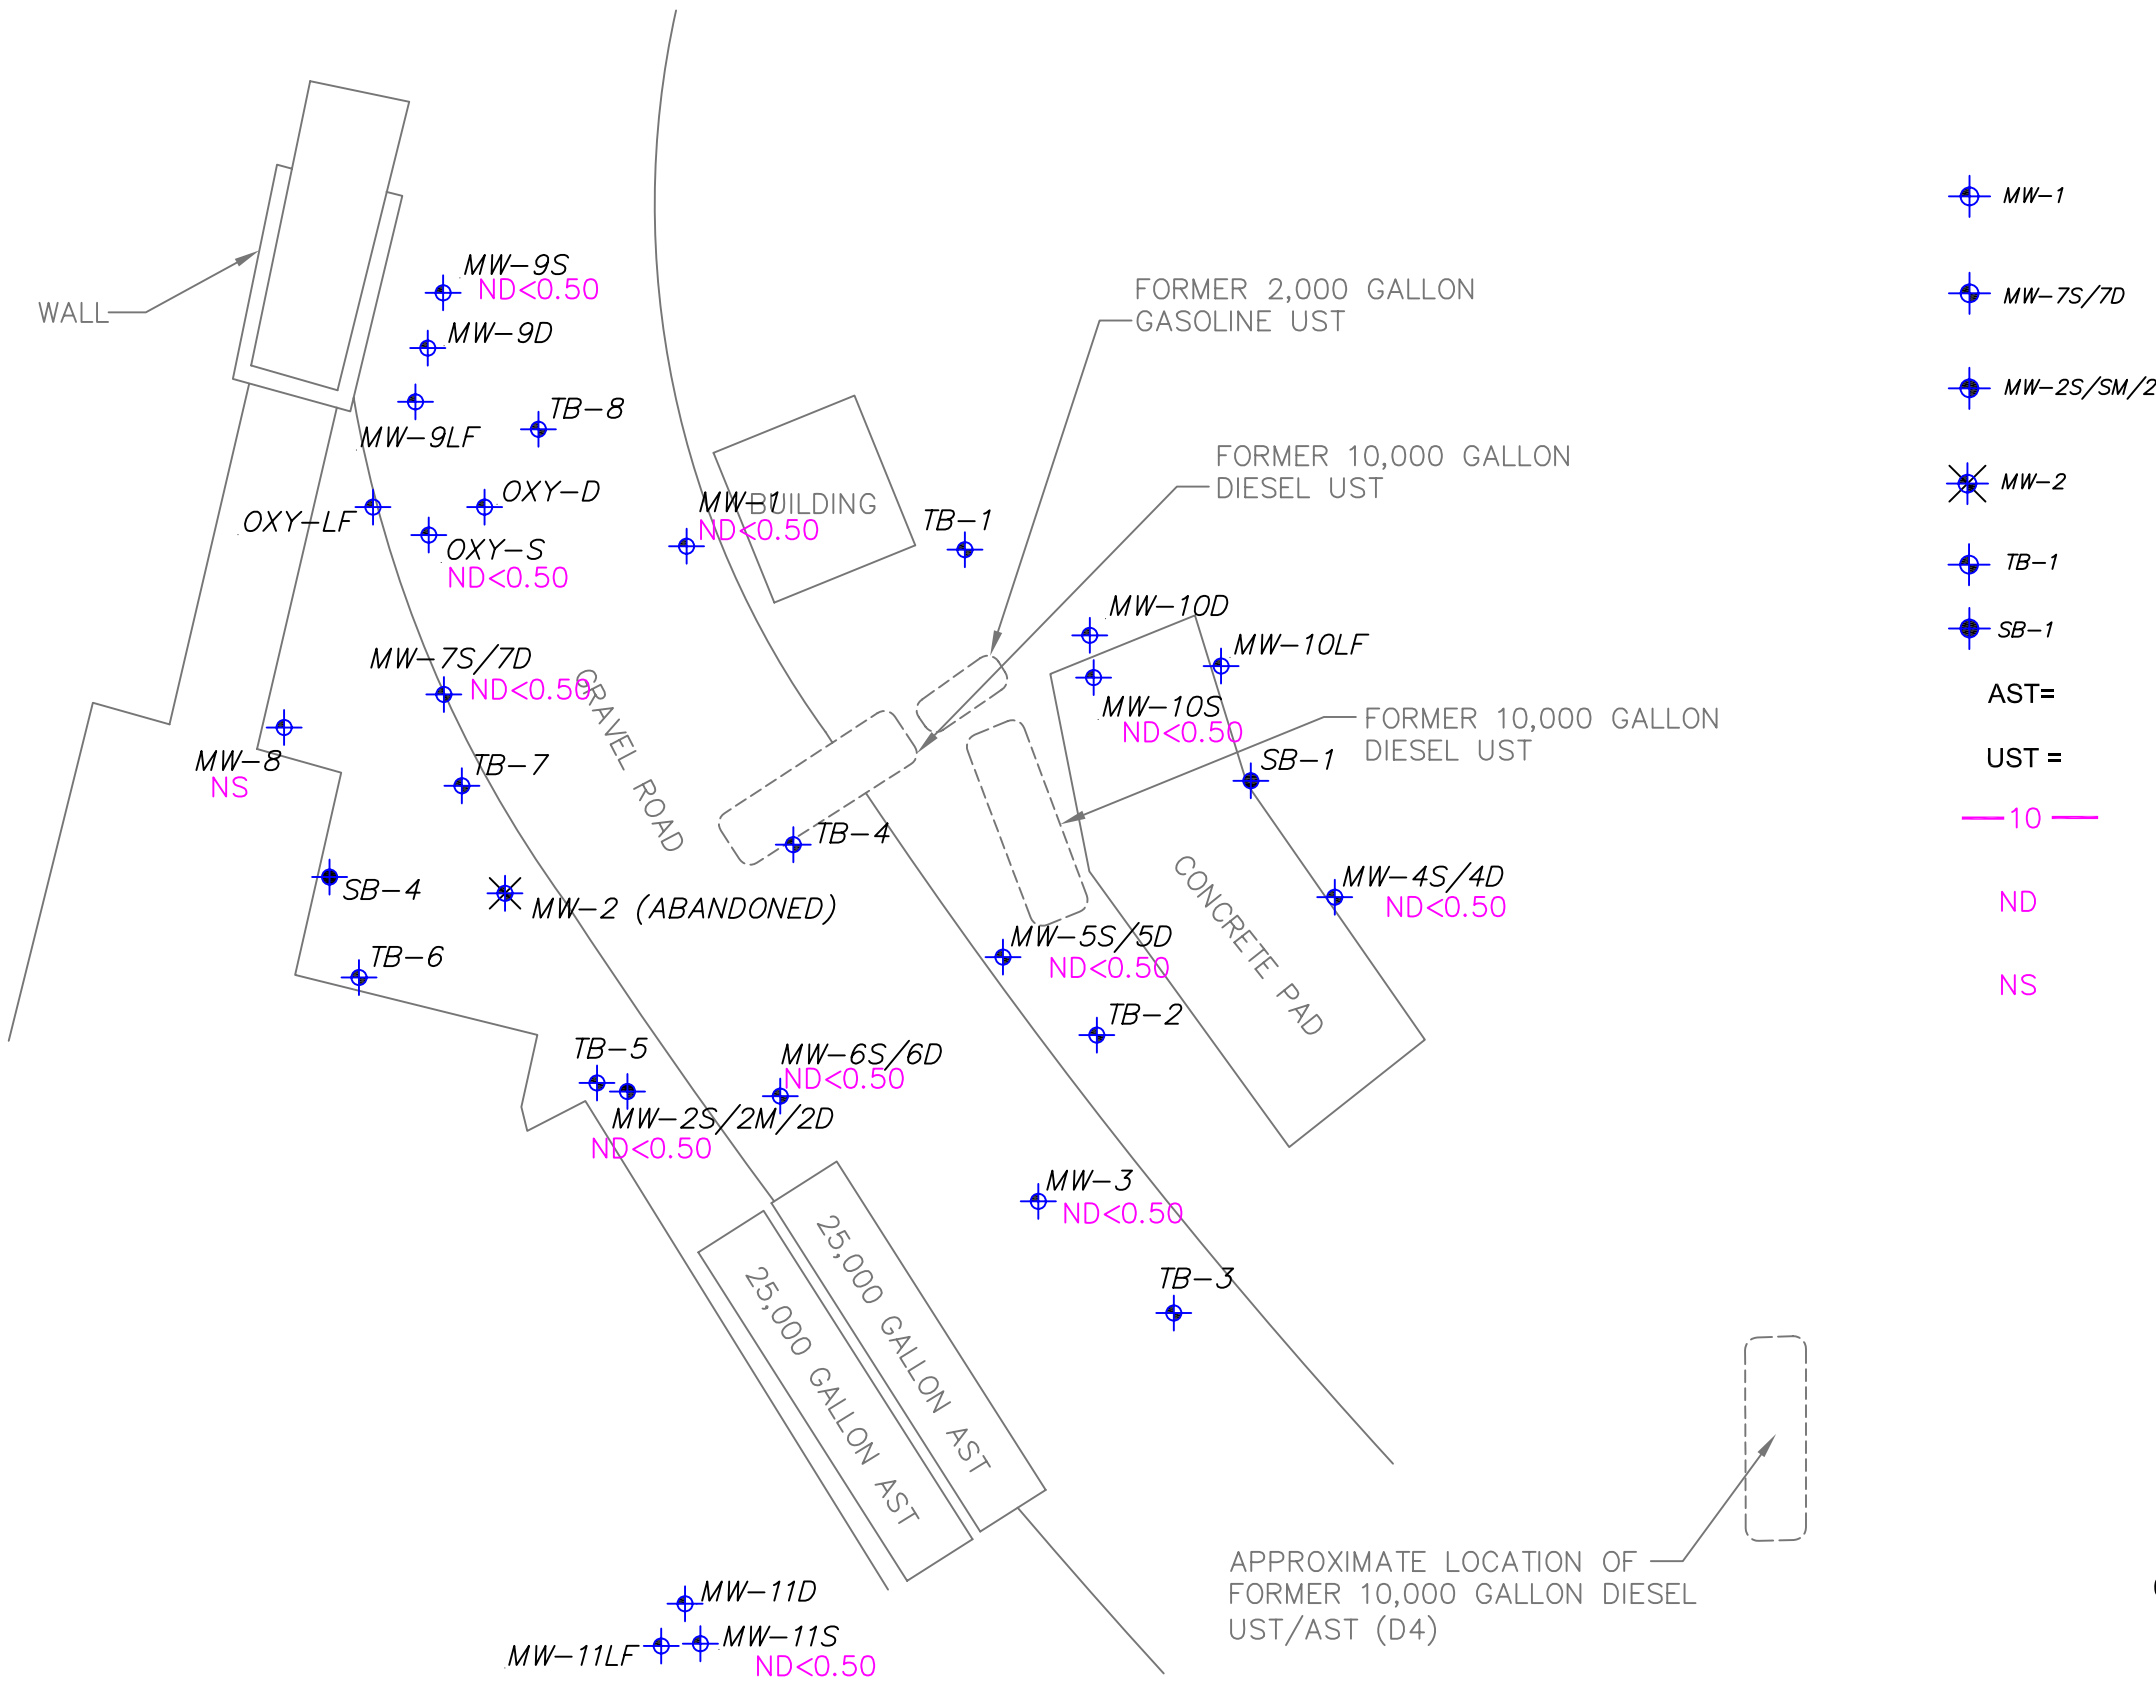 MW-9S
ND<0.50
WALL
MW-9D
MW-9LF
TB-8
OXY-LF
OXY-D
OXY-S
ND<0.50
MW-1
BUILDING
ND<0.50
TB-1
FORMER 2,000 GALLON
GASOLINE UST
FORMER 10,000 GALLON
DIESEL UST
MW-7S/7D
ND<0.50
MW-8
NS
TB-7
GRAVEL ROAD
MW-10D
MW-10LF
MW-10S
ND<0.50
FORMER 10,000 GALLON
DIESEL UST
SB-1
TB-4
SB-4
MW-2 (ABANDONED)
CONCRETE PAD
MW-4S/4D
ND<0.50
MW-5S/5D
ND<0.50
TB-6
TB-2
TB-5
MW-6S/6D
ND<0.50
MW-2S/2M/2D
ND<0.50
MW-3
ND<0.50
25,000 GALLON AST
25,000 GALLON AST
TB-3
APPROXIMATE LOCATION OF
FORMER 10,000 GALLON DIESEL
UST/AST (D4)
MW-11D
MW-11LF
MW-11S
ND<0.50
MW-1
MW-7S/7D
MW-2S/SM/2
MW-2
TB-1
SB-1
AST=
UST =
10
ND
NS